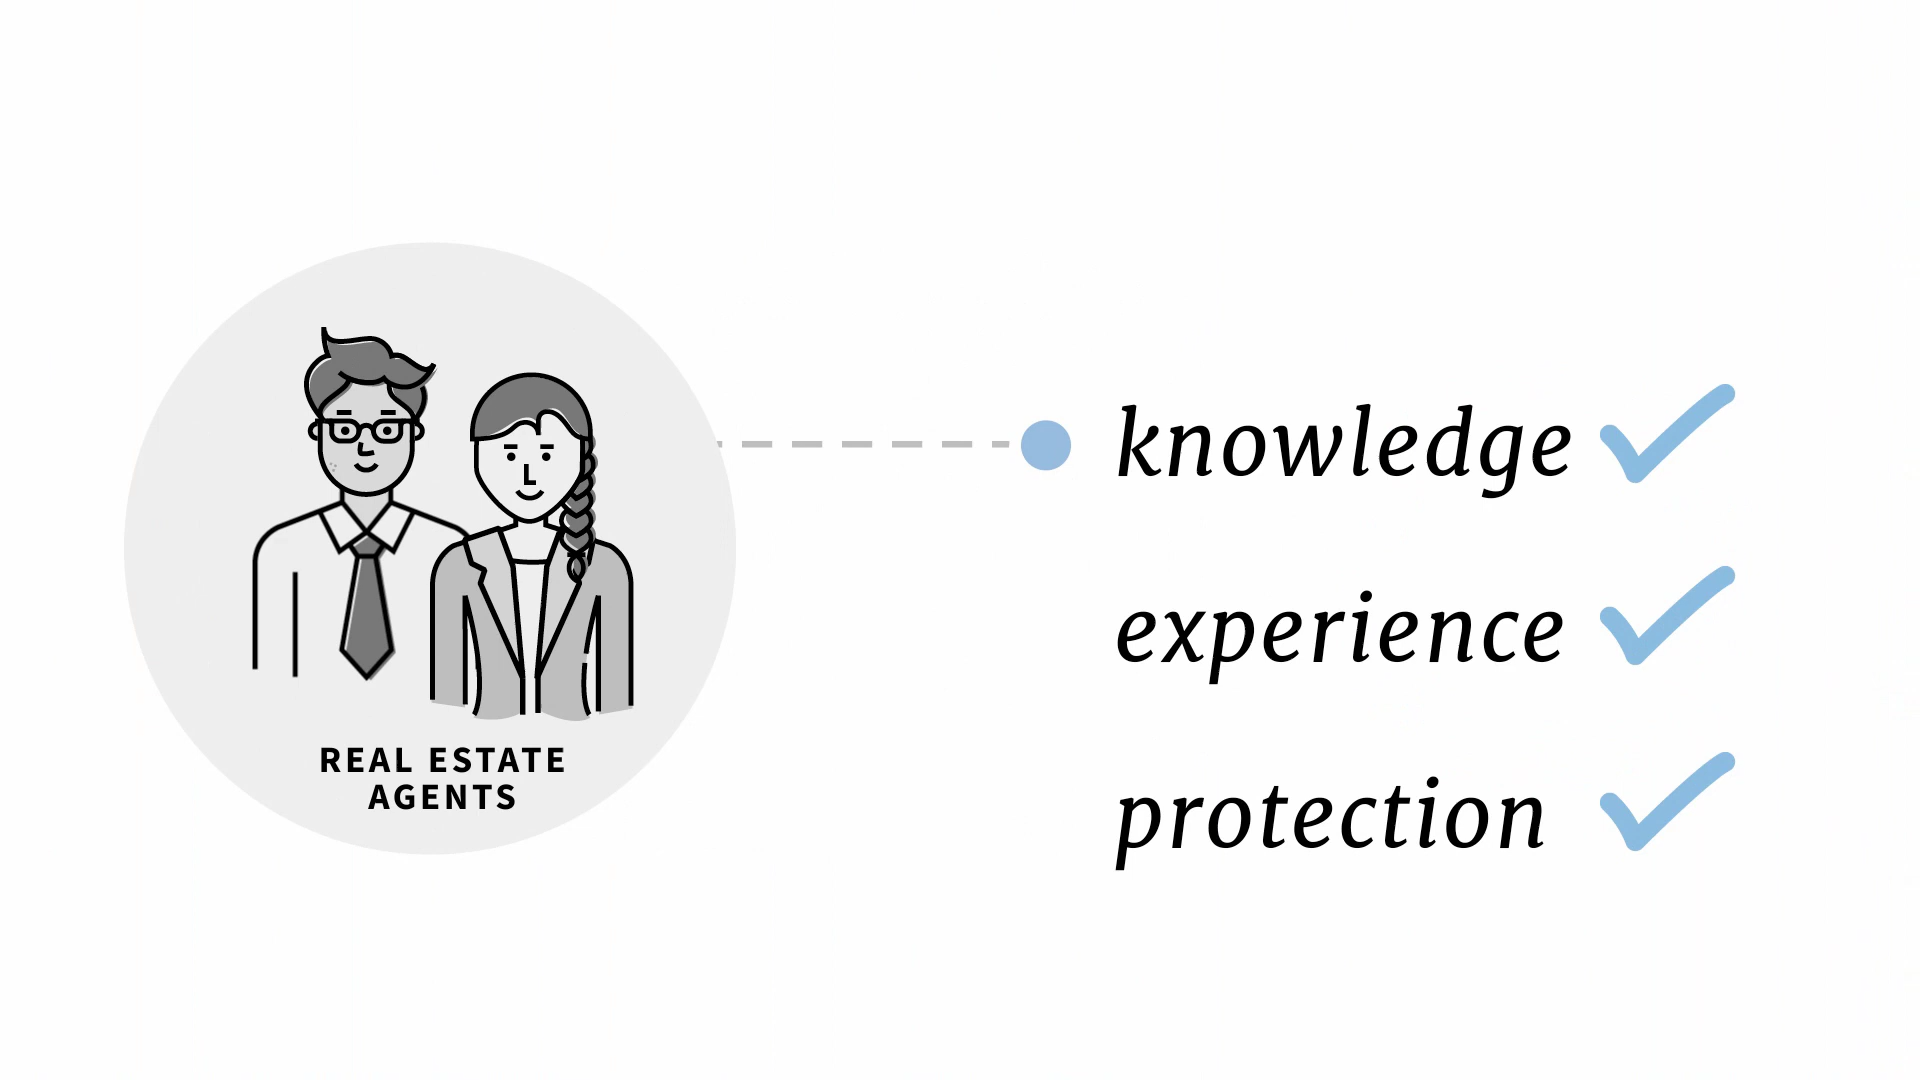 REAL ESTATE
AGENTS
knowledge
experience
protection